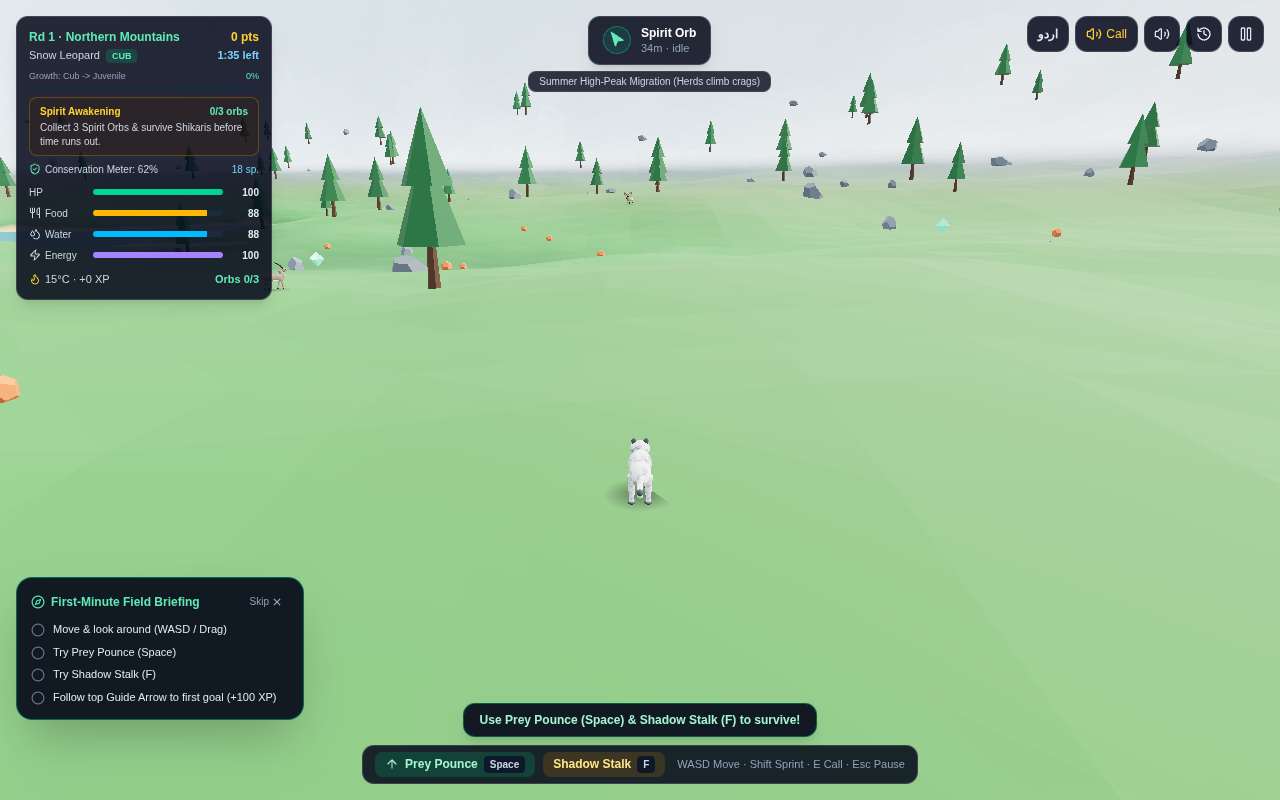 Rd 1 · Northern Mountains 0 pts
Snow Leopard CUB 1:35 left
Growth: Cub -> Juvenile 0%
Spirit Awakening 0/3 orbs
Collect 3 Spirit Orbs & survive Shikaris before
time runs out.
Conservation Meter: 62% 18 sp.
HP 100
Food 88
Water 88
Energy 100
15°C · +0 XP Orbs 0/3
Spirit Orb
34m · idle
Summer High-Peak Migration (Herds climb crags)
اردو
Call
First-Minute Field Briefing Skip ✕
Move & look around (WASD / Drag)
Try Prey Pounce (Space)
Try Shadow Stalk (F)
Follow top Guide Arrow to first goal (+100 XP)
Use Prey Pounce (Space) & Shadow Stalk (F) to survive!
Prey Pounce Space Shadow Stalk F WASD Move · Shift Sprint · E Call · Esc Pause